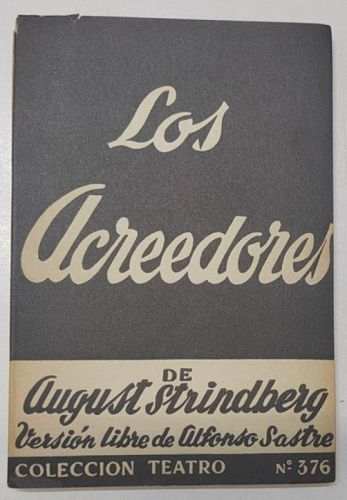 Los
Acreedores
DE
August Strindberg
Versión libre de Alfonso Sastre
COLECCION TEATRO Nº 376